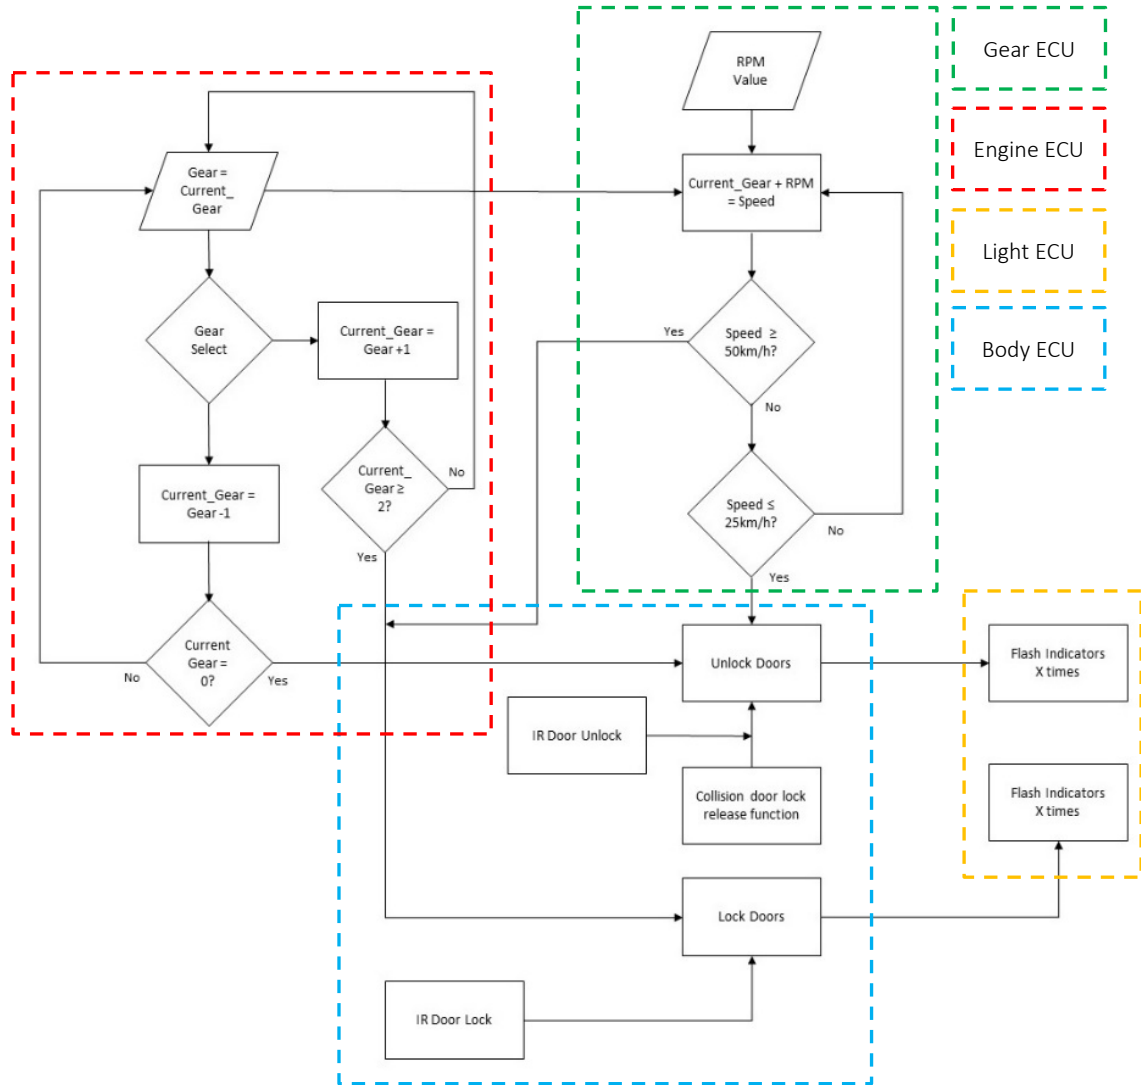 RPM
Value
Gear ECU
Engine ECU
Light ECU
Body ECU
Gear =
Current_
Gear
Current_Gear + RPM
= Speed
Gear
Select
Current_Gear =
Gear +1
Yes
Speed ≥
50km/h?
No
Current_
Gear ≥
2?
No
Yes
Current_Gear =
Gear -1
Speed ≤
25km/h?
No
Yes
Current
Gear =
0?
No
Yes
Unlock Doors
Flash Indicators
X times
IR Door Unlock
Collision door lock
release function
Flash Indicators
X times
Lock Doors
IR Door Lock